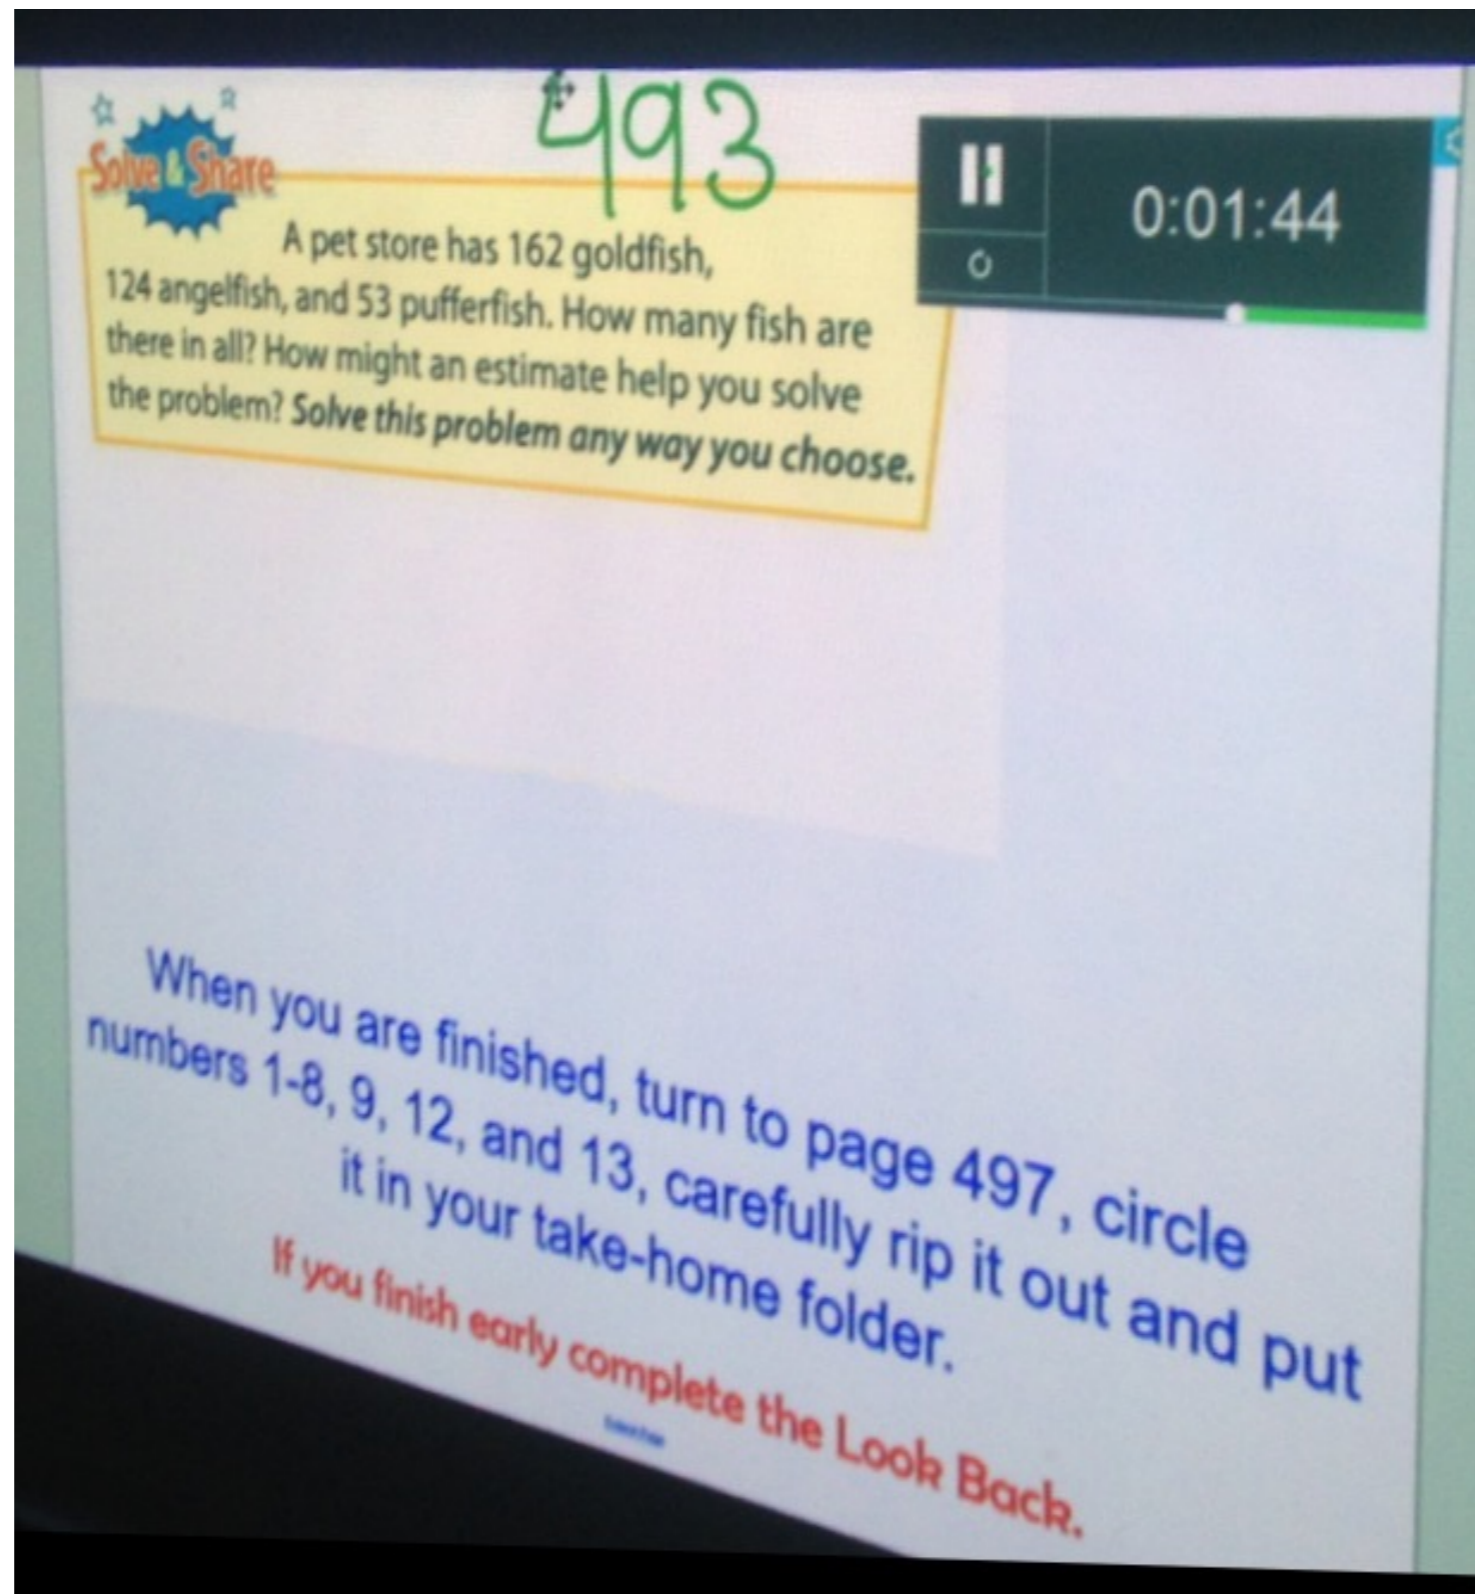 493
Solve & Share
0:01:44
A pet store has 162 goldfish,
124 angelfish, and 53 pufferfish. How many fish are
there in all? How might an estimate help you solve
the problem? Solve this problem any way you choose.
When you are finished, turn to page 497, circle
numbers 1-8, 9, 12, and 13, carefully rip it out and put
it in your take-home folder.
If you finish early complete the Look Back.